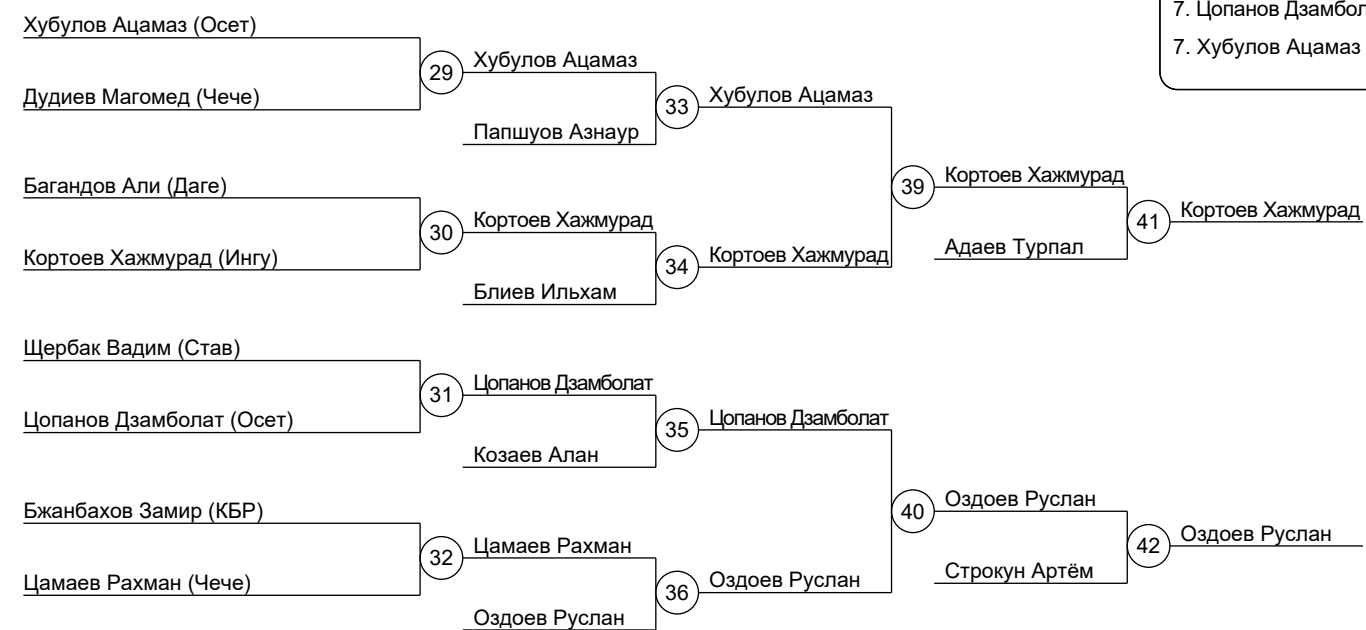 7. Цопанов Дзамбол
7. Хубулов Ацамаз
Хубулов Ацамаз (Осет)
Дудиев Магомед (Чече)
29
Хубулов Ацамаз
Папшуов Азнаур
33
Хубулов Ацамаз
Багандов Али (Даге)
Кортоев Хажмурад (Ингу)
30
Кортоев Хажмурад
Блиев Ильхам
34
Кортоев Хажмурад
39
Кортоев Хажмурад
Адаев Турпал
41
Кортоев Хажмурад
Щербак Вадим (Став)
Цопанов Дзамболат (Осет)
31
Цопанов Дзамболат
Козаев Алан
35
Цопанов Дзамболат
Бжанбахов Замир (КБР)
Цамаев Рахман (Чече)
32
Цамаев Рахман
Оздоев Руслан
36
Оздоев Руслан
40
Оздоев Руслан
Строкун Артём
42
Оздоев Руслан